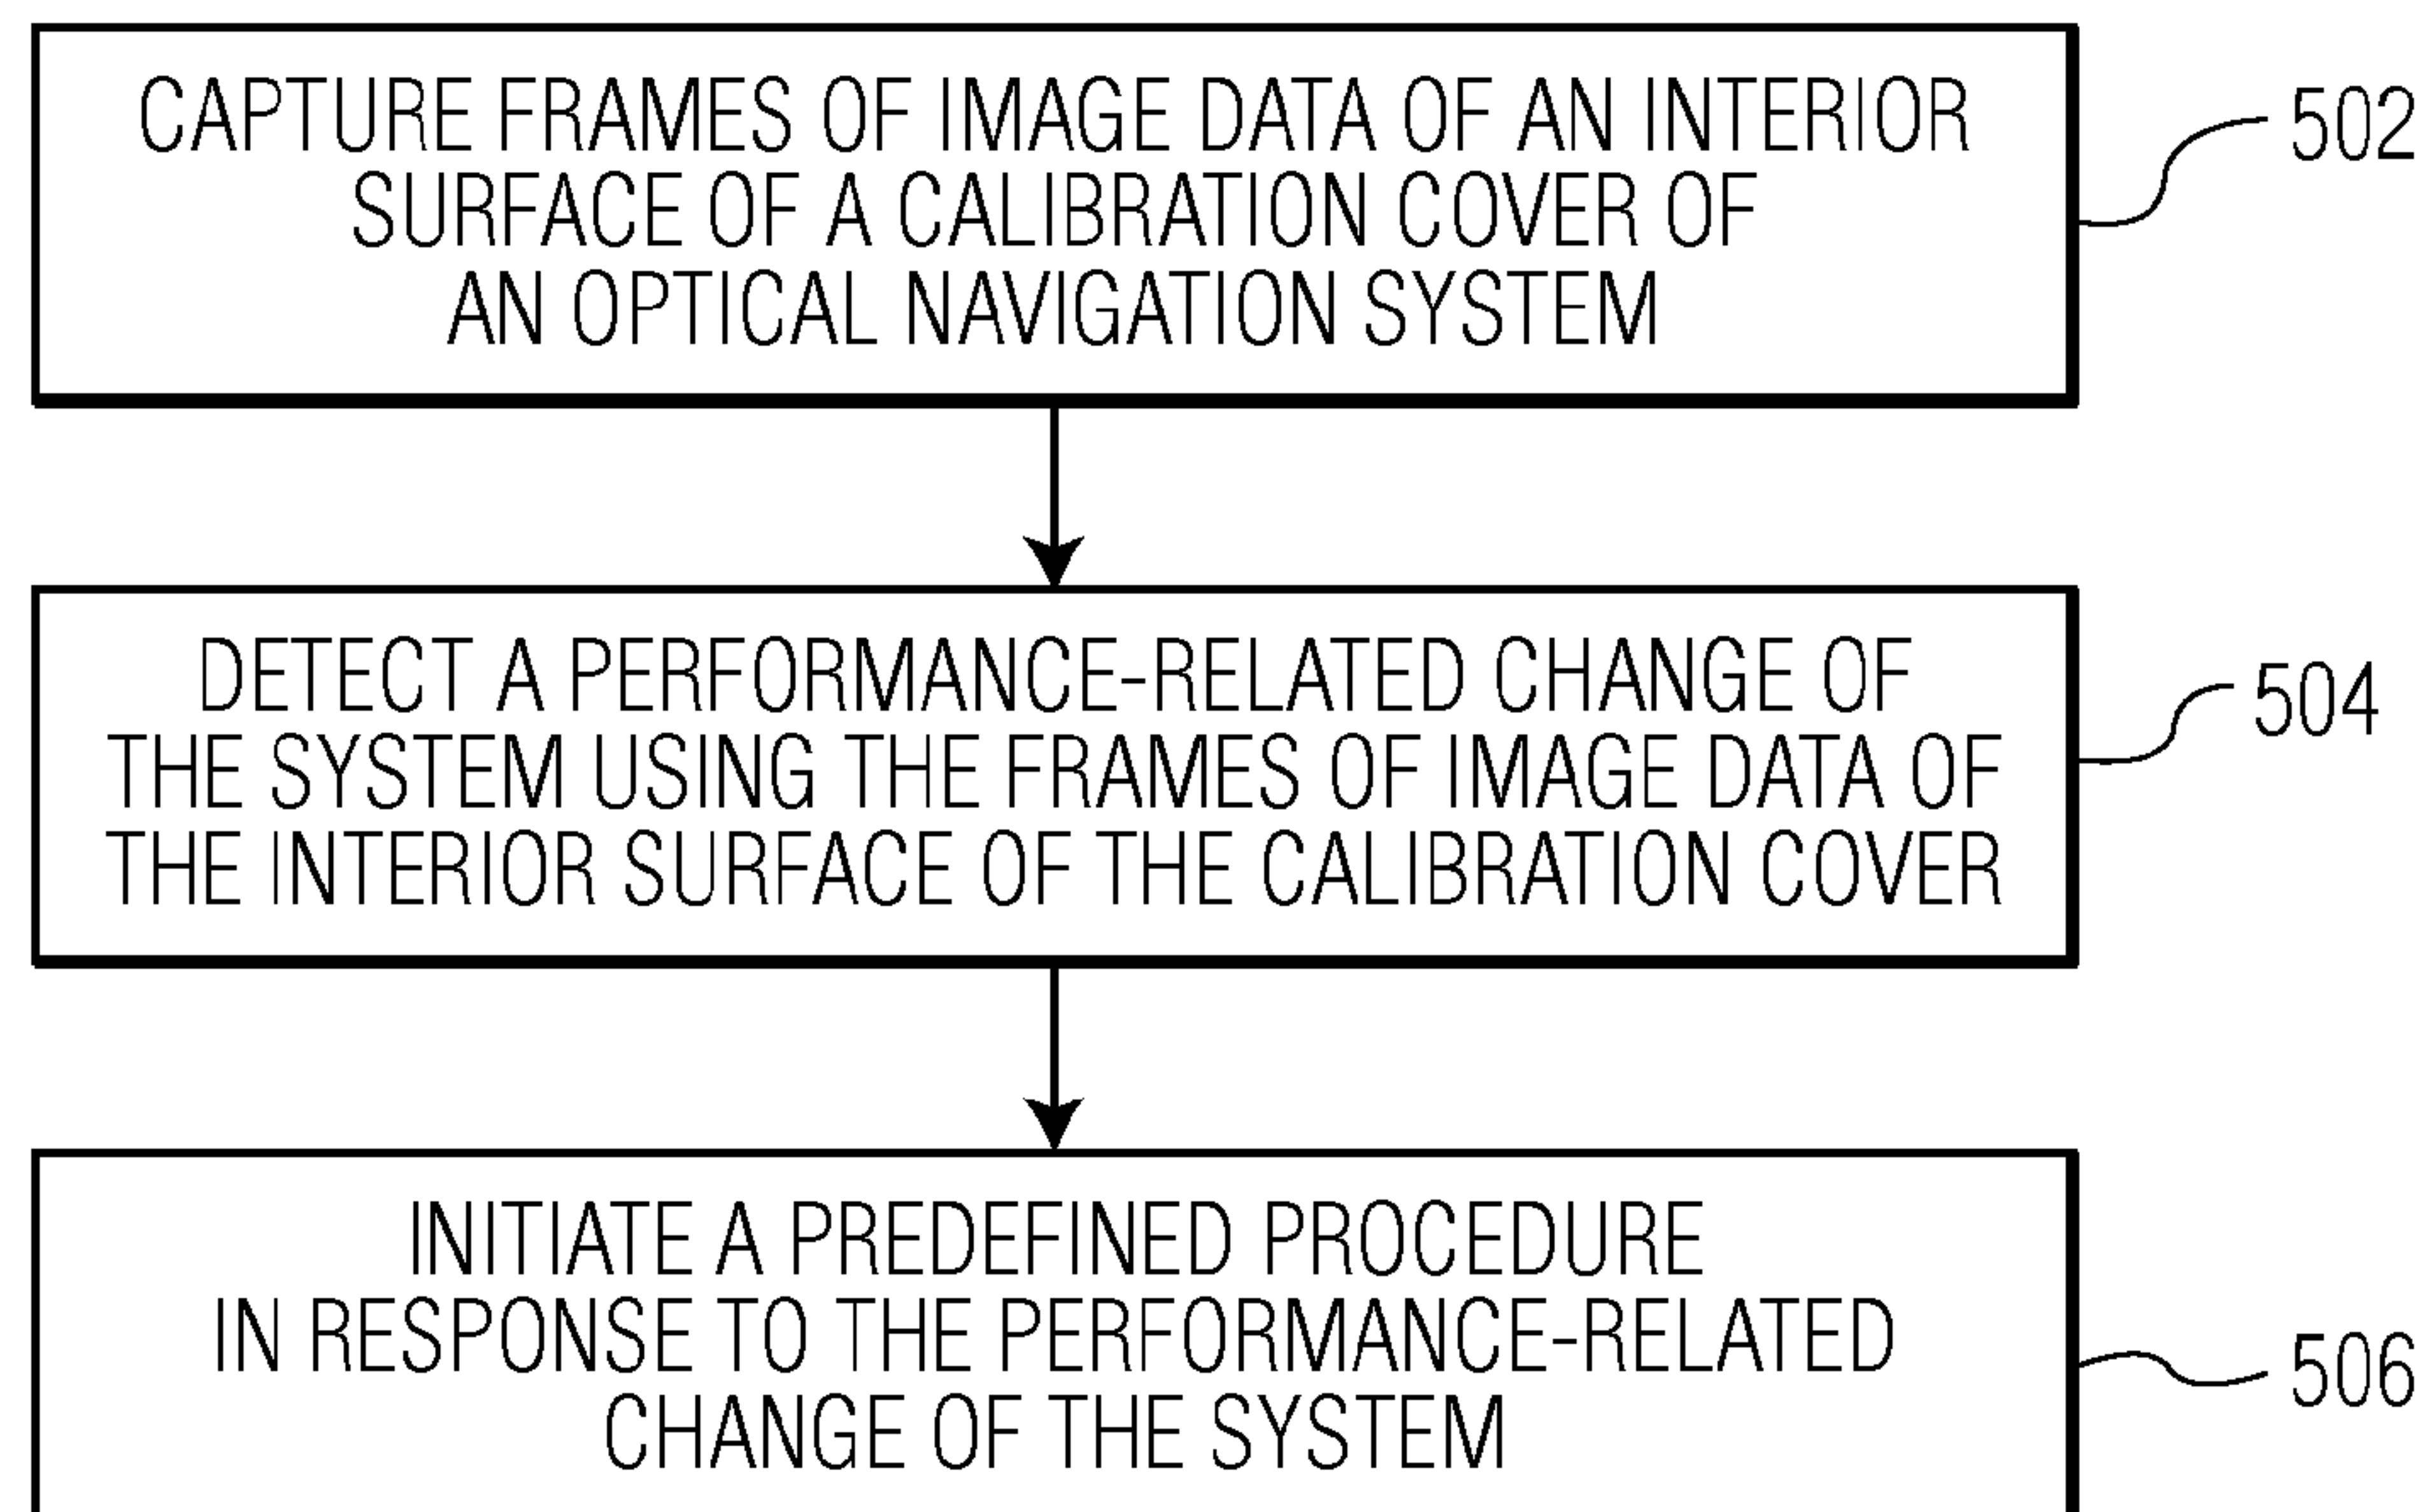 CAPTURE FRAMES OF IMAGE DATA OF AN INTERIOR
SURFACE OF A CALIBRATION COVER OF
AN OPTICAL NAVIGATION SYSTEM
502
DETECT A PERFORMANCE-RELATED CHANGE OF
THE SYSTEM USING THE FRAMES OF IMAGE DATA OF
THE INTERIOR SURFACE OF THE CALIBRATION COVER
504
INITIATE A PREDEFINED PROCEDURE
IN RESPONSE TO THE PERFORMANCE-RELATED
CHANGE OF THE SYSTEM
506